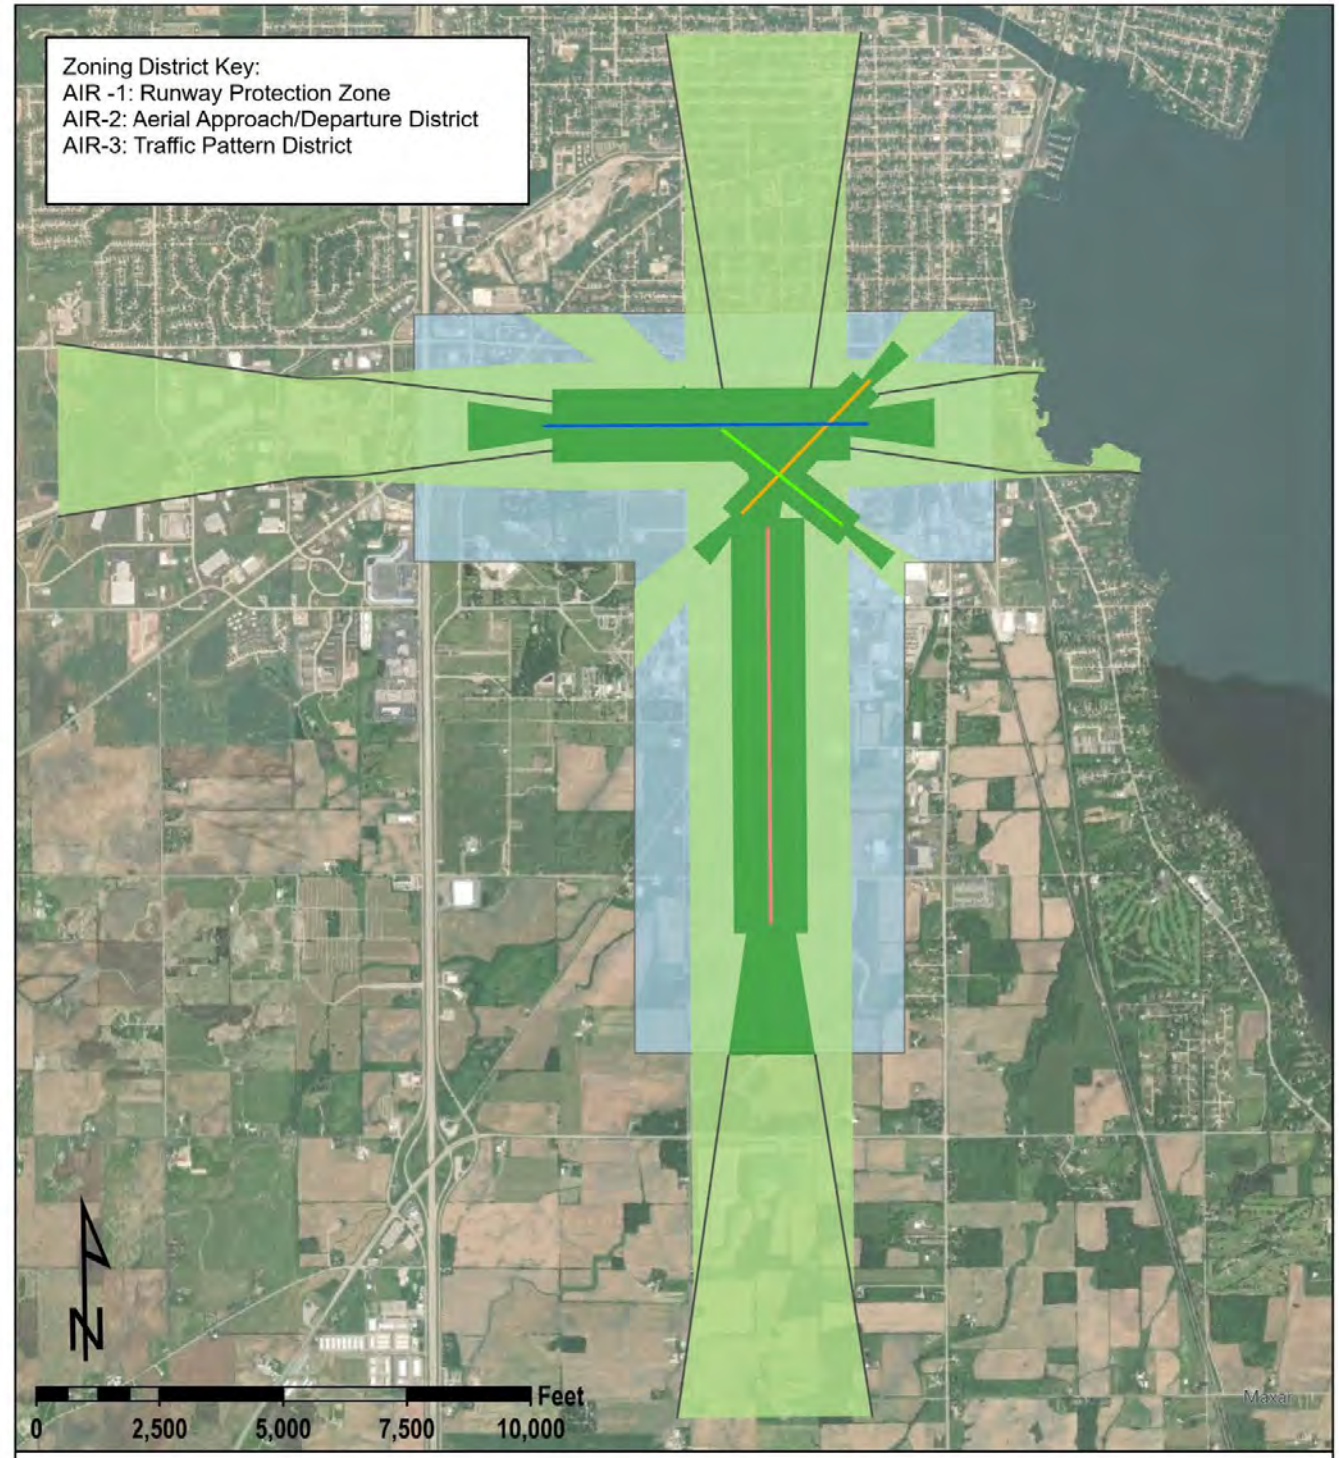 Zoning District Key:
AIR -1: Runway Protection Zone
AIR-2: Aerial Approach/Departure District
AIR-3: Traffic Pattern District
N
Feet
0 2,500 5,000 7,500 10,000
Maxar